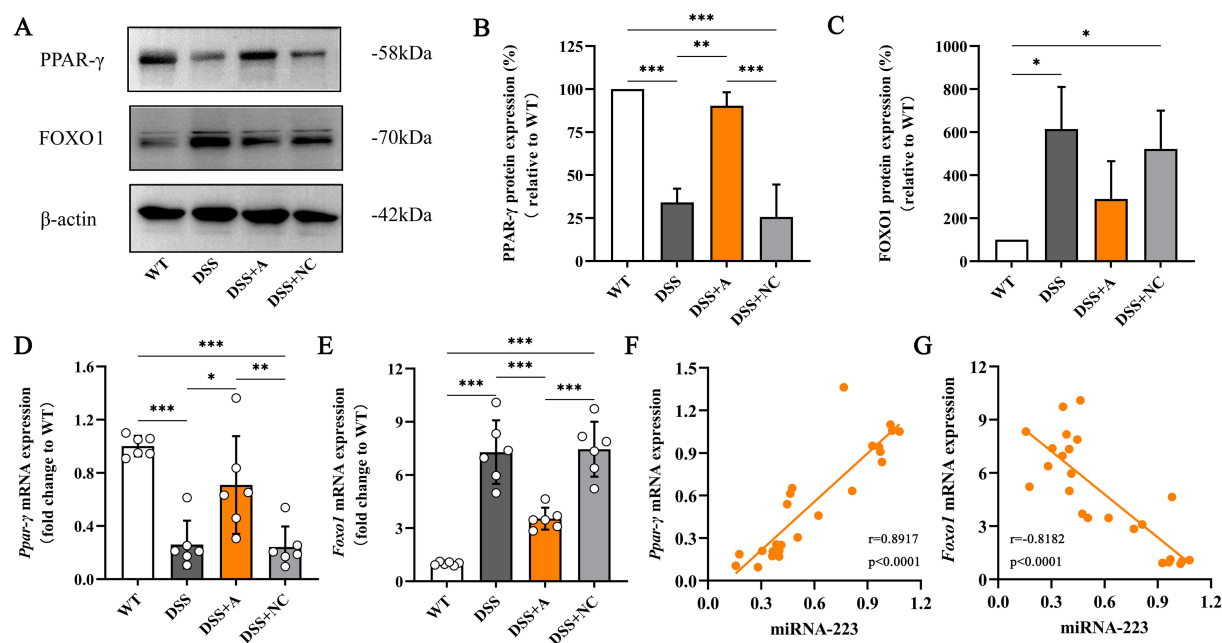 A
PPAR-γ
-58kDa
FOXO1
-70kDa
β-actin
-42kDa
WT
DSS
DSS+A
DSS+NC
B
PPAR-γ protein expression (%)
( relative to WT)
125
100
75
50
25
0
***
**
***
***
WT
DSS
DSS+A
DSS+NC
C
FOXO1 protein expression (%)
(relative to WT)
1000
800
600
400
200
0
*
*
WT
DSS
DSS+A
DSS+NC
D
Ppar-γ mRNA expression
(fold change to WT)
1.6
1.2
0.8
0.4
0.0
***
**
*
***
WT
DSS
DSS+A
DSS+NC
E
Foxo1 mRNA expression
(fold change to WT)
12
9
6
3
0
***
***
***
***
WT
DSS
DSS+A
DSS+NC
F
Ppar-γ mRNA expression
1.5
1.2
0.9
0.6
0.3
0.0
r=0.8917
p<0.0001
0.0
0.3
0.6
0.9
1.2
miRNA-223
G
Foxo1 mRNA expression
12
9
6
3
0
r=-0.8182
p<0.0001
0.0
0.3
0.6
0.9
1.2
miRNA-223